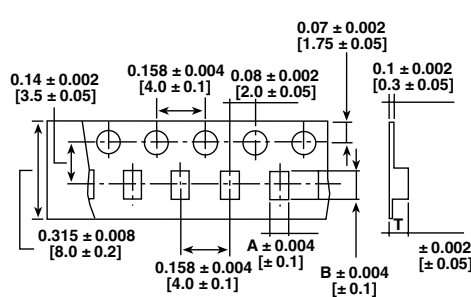 0.07 ± 0.002
[1.75 ± 0.05]
0.14 ± 0.002
[3.5 ± 0.05]
0.158 ± 0.004
[4.0 ± 0.1]
0.08 ± 0.002
[2.0 ± 0.05]
0.1 ± 0.002
[0.3 ± 0.05]
0.315 ± 0.008
[8.0 ± 0.2]
0.158 ± 0.004
[4.0 ± 0.1]
A ± 0.004
[± 0.1]
B ± 0.004
[± 0.1]
T
± 0.002
[± 0.05]